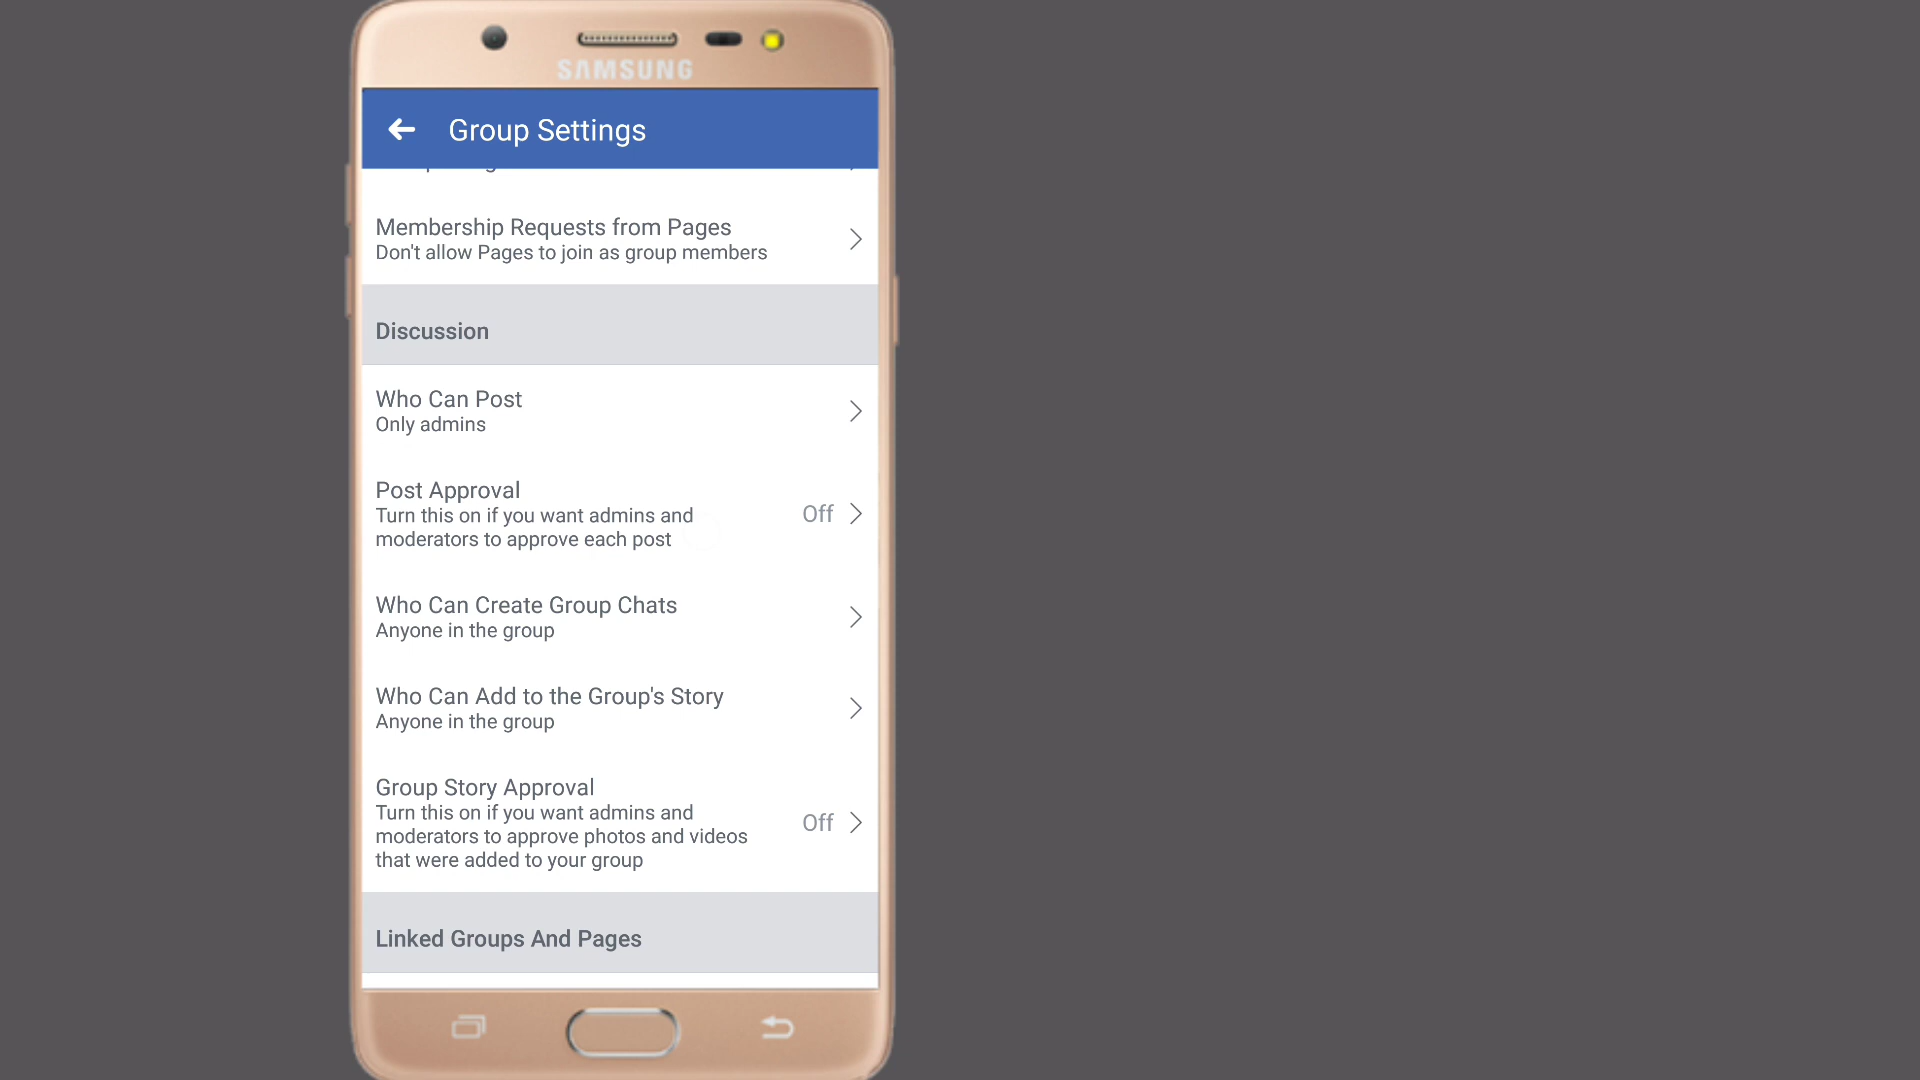 SAMSUNG
Group Settings
Membership Requests from Pages
Don't allow Pages to join as group members
Discussion
Who Can Post
Only admins
Post Approval
Turn this on if you want admins and
moderators to approve each post
Off
Who Can Create Group Chats
Anyone in the group
Who Can Add to the Group's Story
Anyone in the group
Group Story Approval
Turn this on if you want admins and
moderators to approve photos and videos
that were added to your group
Off
Linked Groups And Pages